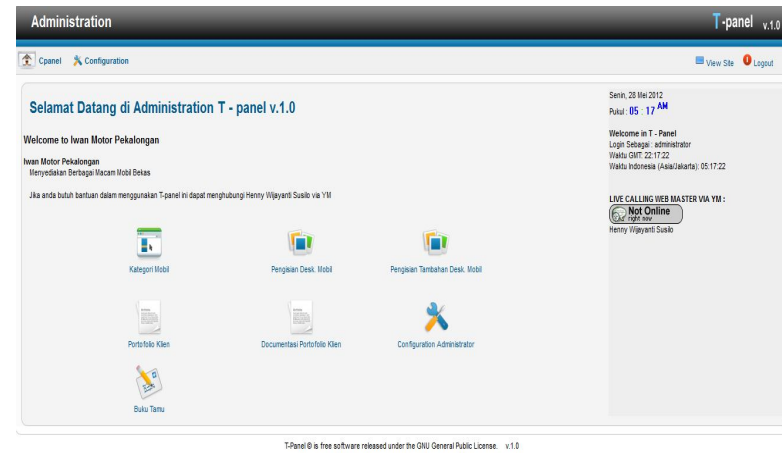 Administration
T-panel v.1.0
Cpanel
Configuration
View Site
Logout
Selamat Datang di Administration T - panel v.1.0
Welcome to Iwan Motor Pekalongan
Iwan Motor Pekalongan
Menyediakan Berbagai Macam Mobil Bekas
Jika anda butuh bantuan dalam menggunakan T-panel ini dapat menghubungi Henny Wijayanti Susilo via YM
Kategori Mobil
Pengisian Desk. Mobil
Pengisian Tambahan Desk. Mobil
Portofolio Klien
Documentasi Portofolio Klien
Configuration Administrator
Buku Tamu
Senin, 28 Mei 2012
Pukul : 05 : 17 AM
Welcome in T - Panel
Login Sebagai : administrator
Waktu GMT: 22:17:22
Waktu Indonesia (Asia/Jakarta): 05:17:22
LIVE CALLING WEB MASTER VIA YM :
Not Online
right now
Henny Wijayanti Susilo
T-Panel © is free software released under the GNU General Public License. v.1.0